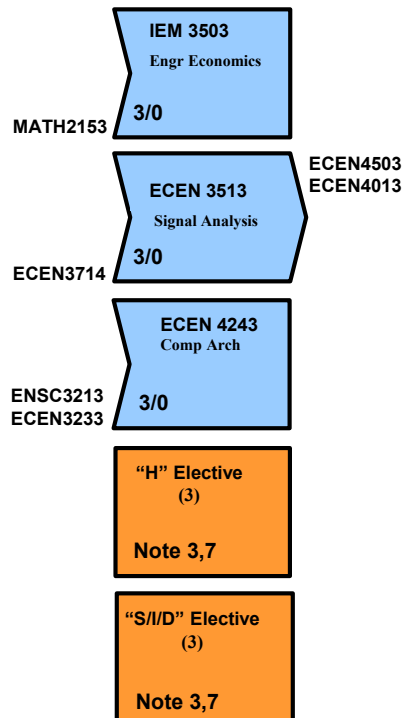 IEM 3503
Engr Economics
3/0
MATH2153
ECEN4503
ECEN4013
ECEN 3513
Signal Analysis
3/0
ECEN3714
ECEN 4243
Comp Arch
ENSC3213
ECEN3233
3/0
“H” Elective
(3)
Note 3,7
“S/I/D” Elective
(3)
Note 3,7